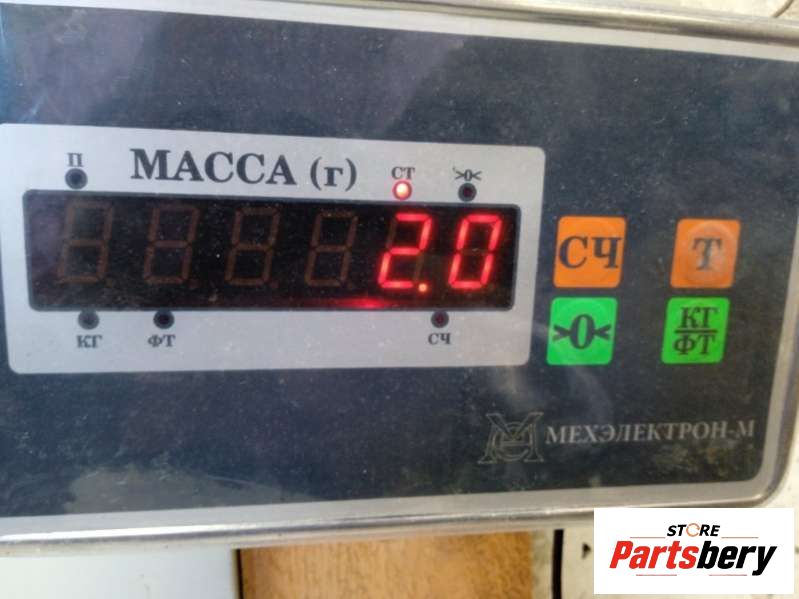 П МАССА (г) СТ >0<
2.0
КГ ФТ СЧ
СЧ Т
>0< КГ
ФТ
МЕХЭЛЕКТРОН-М
STORE
Partsbery